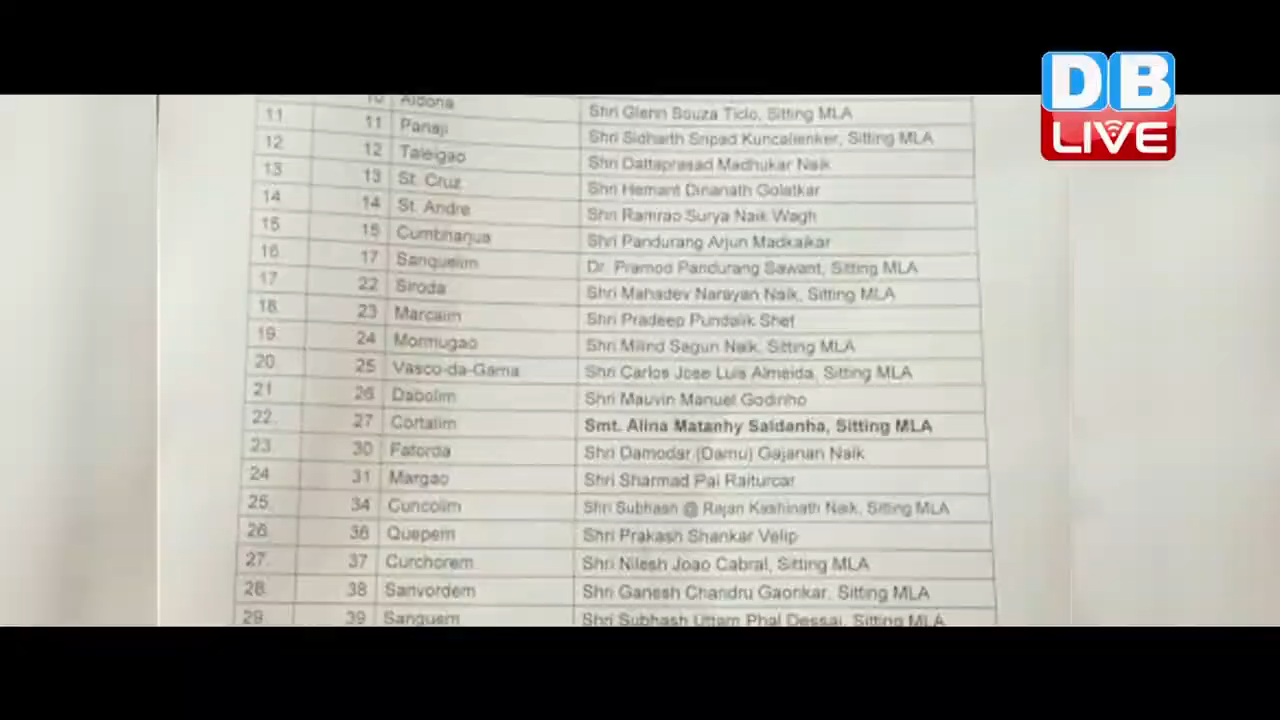 DB
LIVE
10 Aldona Shri Glenn Souza Ticlo, Sitting MLA
11 11 Panaji Shri Sidharth Sripad Kuncalienker, Sitting MLA
12 12 Taleigao Shri Dattaprasad Madhukar Naik
13 13 St. Cruz Shri Hemant Dinanath Golatkar
14 14 St. Andre Shri Ramrao Surya Naik Wagh
15 15 Cumbharjua Shri Pandurang Arjun Madkaikar
16. 17 Sanquelim Dr. Pramod Pandurang Sawant, Sitting MLA
17 22 Siroda Shri Mahadev Narayan Naik, Sitting MLA
18. 23 Marcaim Shri Pradeep Pundalik Shet
19. 24 Mormugao Shri Milind Sagun Naik, Sitting MLA
20. 25 Vasco-da-Gama Shri Carlos Jose Luis Almeida, Sitting MLA
21 26 Dabolim Shri Mauvin Manuel Godinho
22. 27 Cortalim Smt. Alina Matanhy Saldanha, Sitting MLA
23. 30 Fatorda Shri Damodar (Damu) Gajanan Naik
24 31 Margao Shri Sharmad Pai Raiturcar
25. 34 Cuncolim Shri Subhash @ Rajan Kashinath Naik, Sitting MLA
26. 36 Quepem Shri Prakash Shankar Velip
27. 37 Curchorem Shri Nilesh Joao Cabral, Sitting MLA
28. 38 Sanvordem Shri Ganesh Chandru Gaonkar, Sitting MLA
29. 39 Sanguem Shri Subhash Uttam Phal Dessai, Sitting MLA